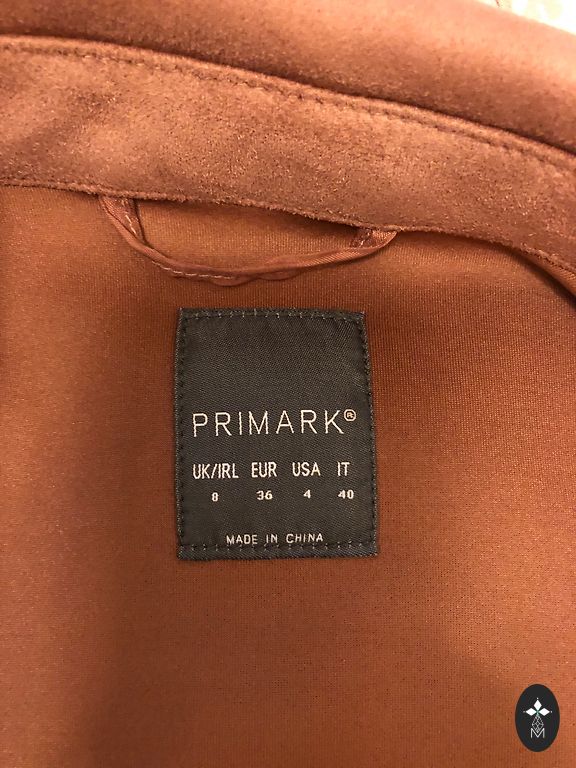 PRIMARK®
UK/IRL EUR USA IT
8 36 4 40
MADE IN CHINA
M